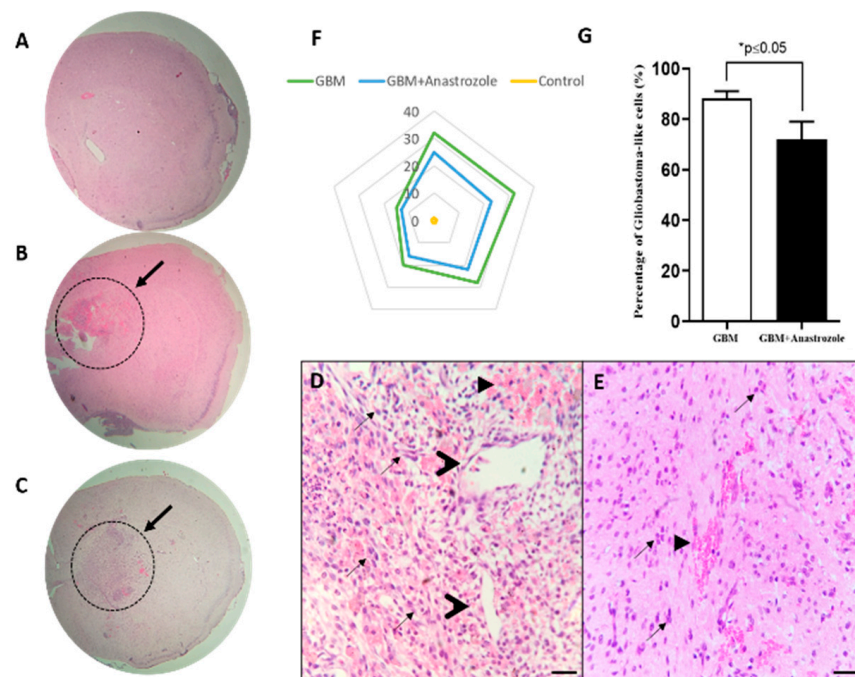 A
B
C
F
GBM GBM+Anastrozole Control
40
30
20
10
0
G
*p≤0.05
Percentage of Gliobastoma-like cells (%)
100
80
60
40
20
0
GBM GBM+Anastrozole
D
E